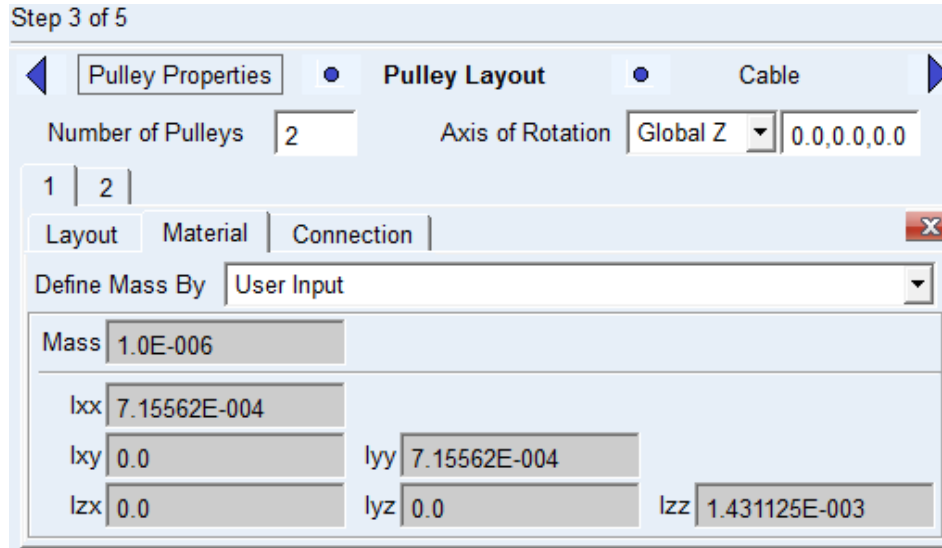 Step 3 of 5
Pulley Properties Pulley Layout Cable
Number of Pulleys 2 Axis of Rotation Global Z 0.0,0.0,0.0
1 2
Layout Material Connection
Define Mass By User Input
Mass 1.0E-006
Ixx 7.15562E-004
Ixy 0.0 Iyy 7.15562E-004
Izx 0.0 Iyz 0.0 Izz 1.431125E-003